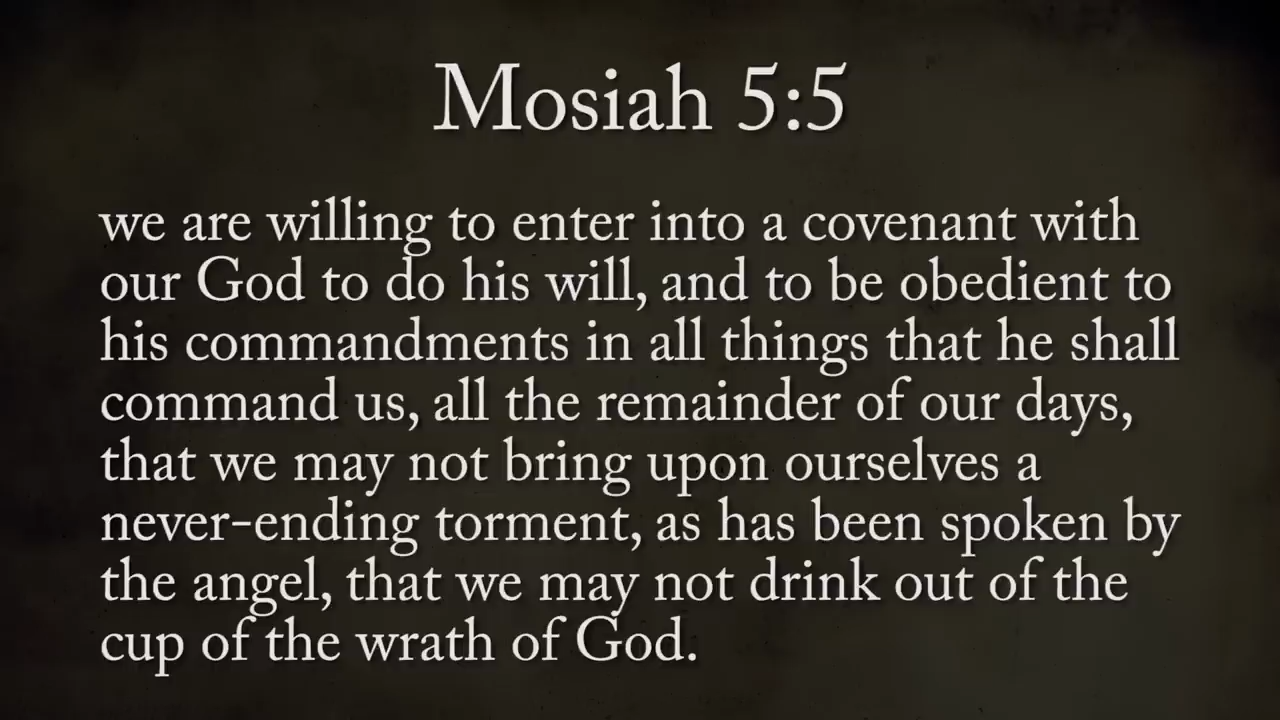 Mosiah 5:5
we are willing to enter into a covenant with
our God to do his will, and to be obedient to
his commandments in all things that he shall
command us, all the remainder of our days,
that we may not bring upon ourselves a
never-ending torment, as has been spoken by
the angel, that we may not drink out of the
cup of the wrath of God.